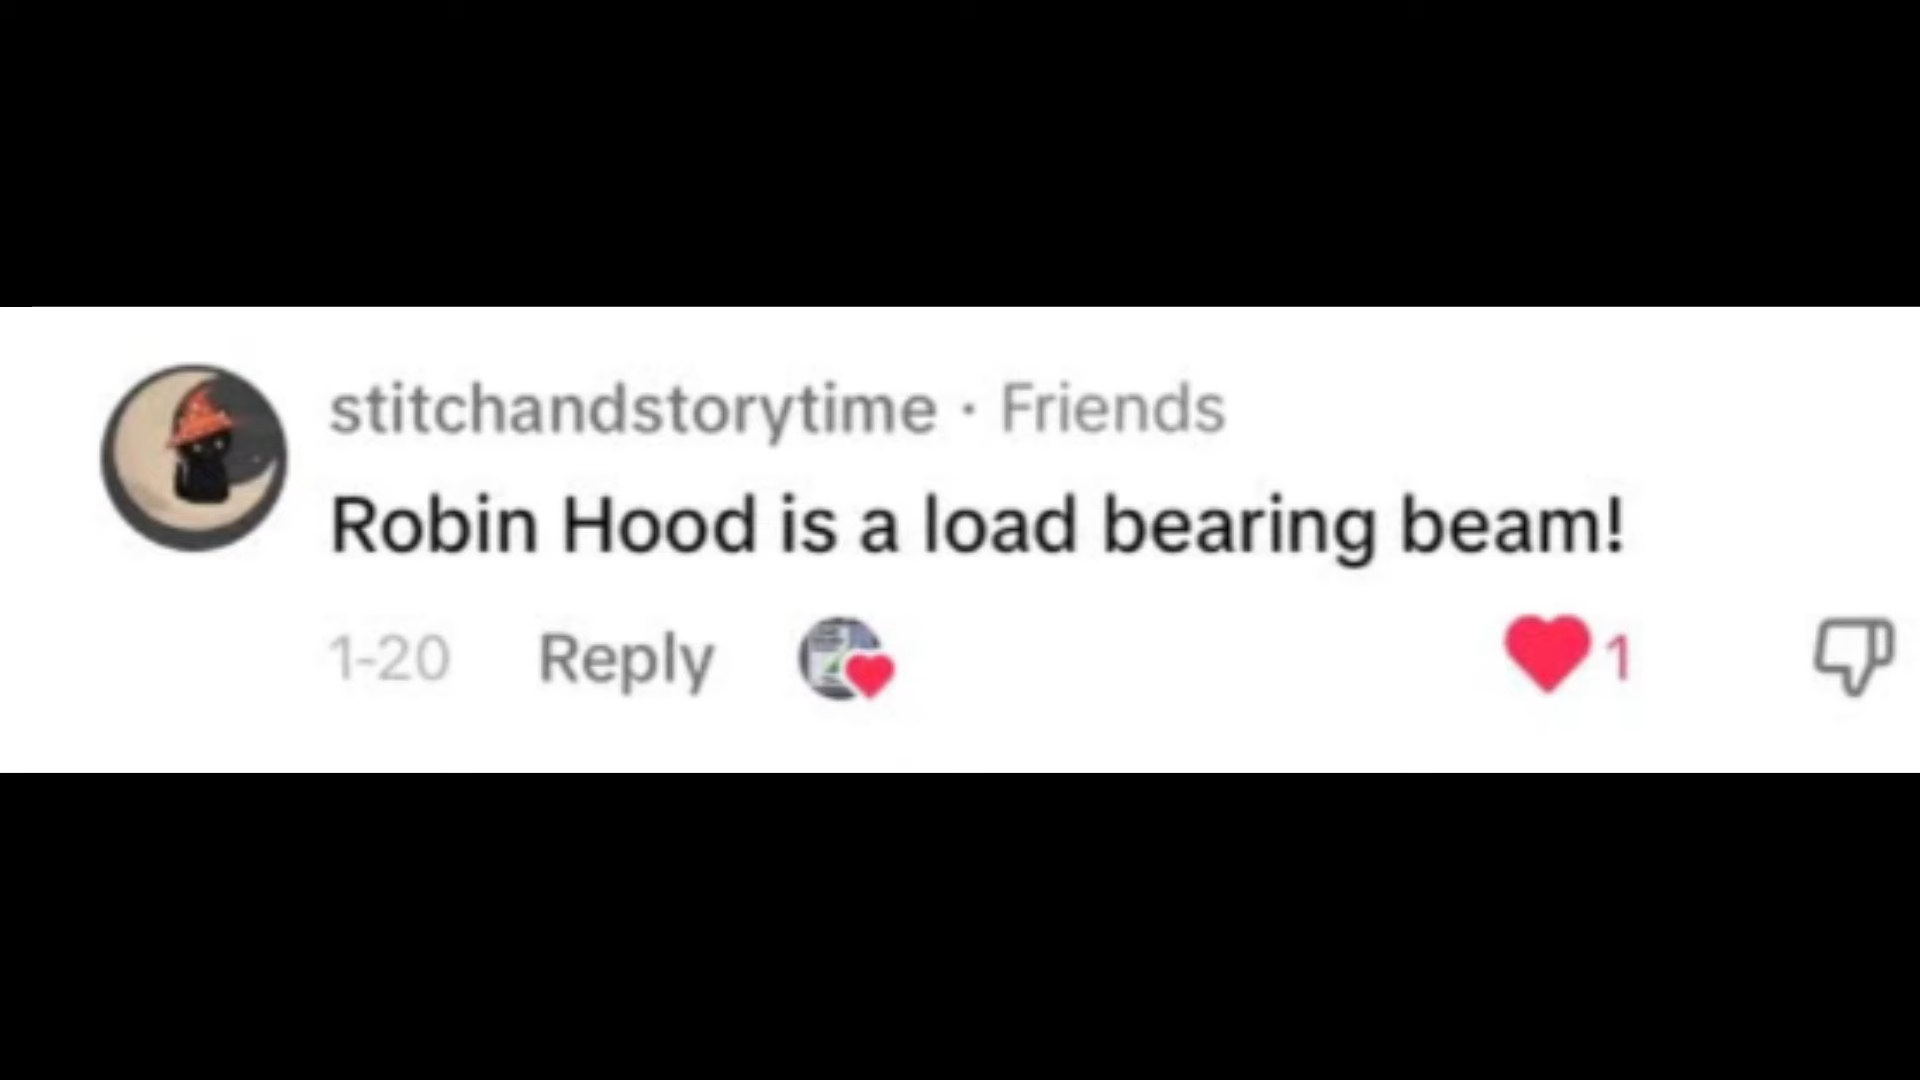 stitchandstorytime · Friends
Robin Hood is a load bearing beam!
1-20 Reply 1